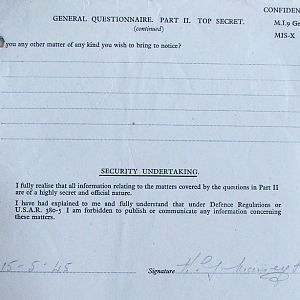 CONFIDEN
GENERAL QUESTIONNAIRE. PART II. TOP SECRET.
(continued)
M.I.9 Ge
MIS-X
you any other matter of any kind you wish to bring to notice?
SECURITY UNDERTAKING.
I fully realise that all information relating to the matters covered by the questions in Part II
are of a highly secret and official nature.
I have had explained to me and fully understand that under Defence Regulations or
U.S.A.R. 380-5 I am forbidden to publish or communicate any information concerning
these matters.
15-5-45
Signature